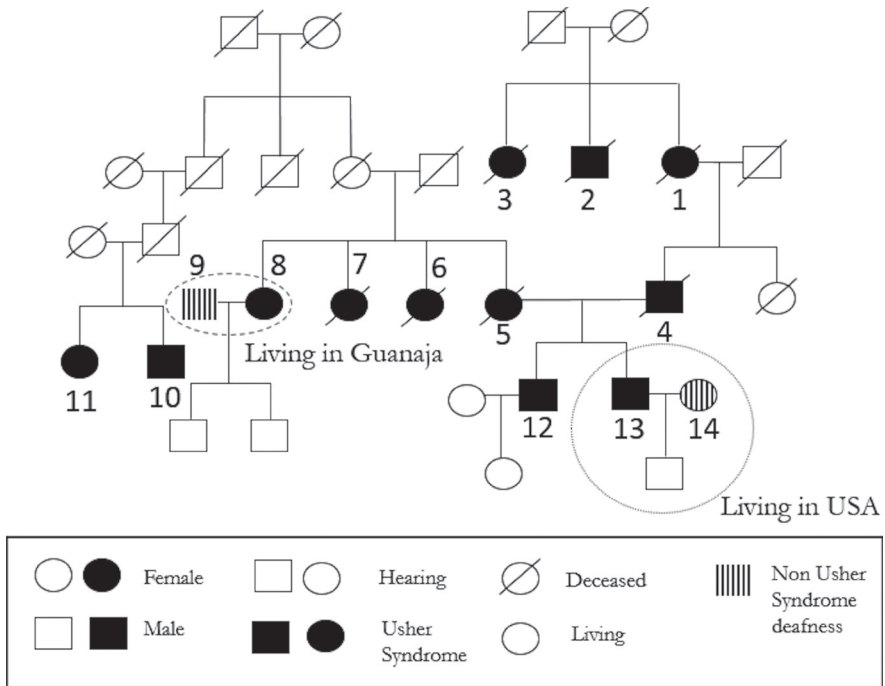 3
2
1
9
8
7
6
5
4
Living in Guanaja
11
10
12
13
14
Living in USA
Female
Hearing
Deceased
Non Usher
Syndrome
deafness
Male
Usher
Syndrome
Living